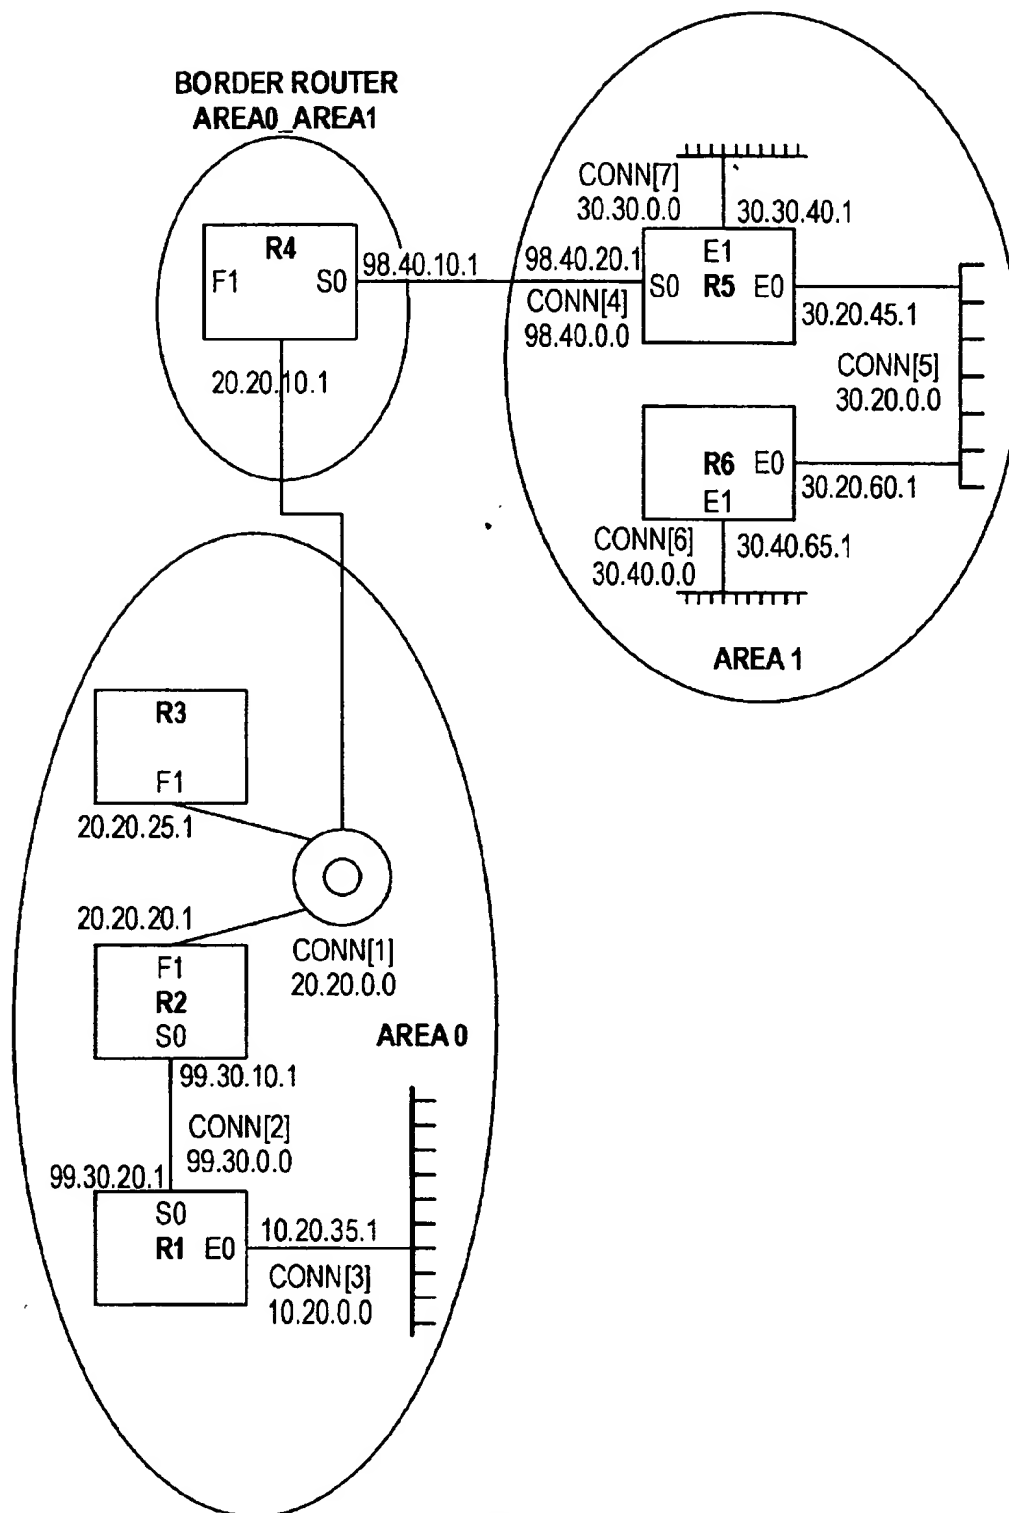 BORDER ROUTER
AREA0_AREA1
R4
F1 S0
98.40.10.1
20.20.10.1
CONN[7]
30.30.0.0
30.30.40.1
98.40.20.1
CONN[4]
98.40.0.0
E1
S0 R5 E0
30.20.45.1
CONN[5]
30.20.0.0
R6 E0
E1
30.20.60.1
CONN[6]
30.40.0.0
30.40.65.1
AREA 1
R3
F1
20.20.25.1
20.20.20.1
CONN[1]
20.20.0.0
F1
R2
S0
AREA 0
99.30.10.1
CONN[2]
99.30.0.0
99.30.20.1
S0
R1 E0
10.20.35.1
CONN[3]
10.20.0.0